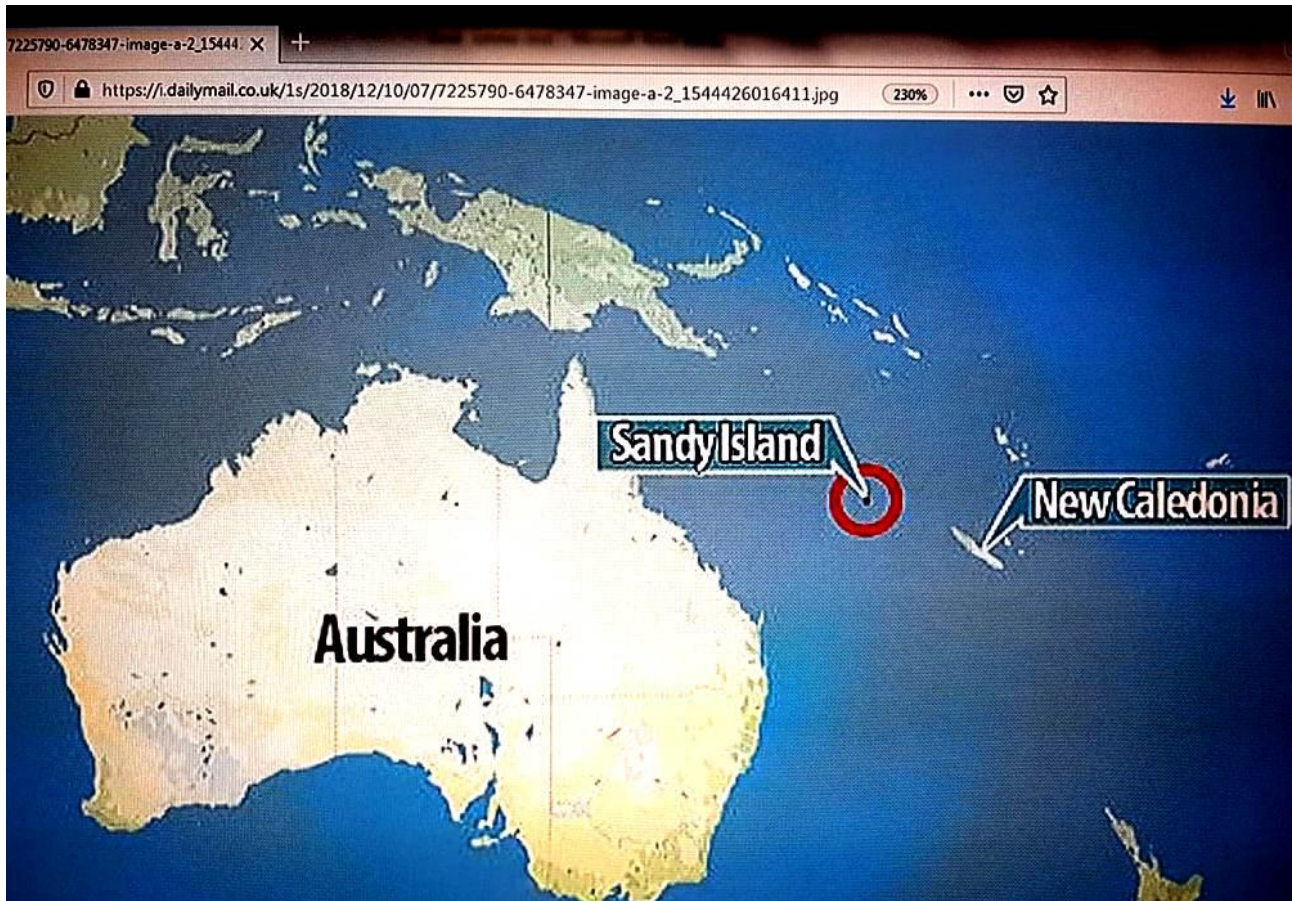 7225790-6478347-image-a-2_15444
https://i.dailymail.co.uk/1s/2018/12/10/07/7225790-6478347-image-a-2_1544426016411.jpg 230%
Sandy Island
New Caledonia
Australia